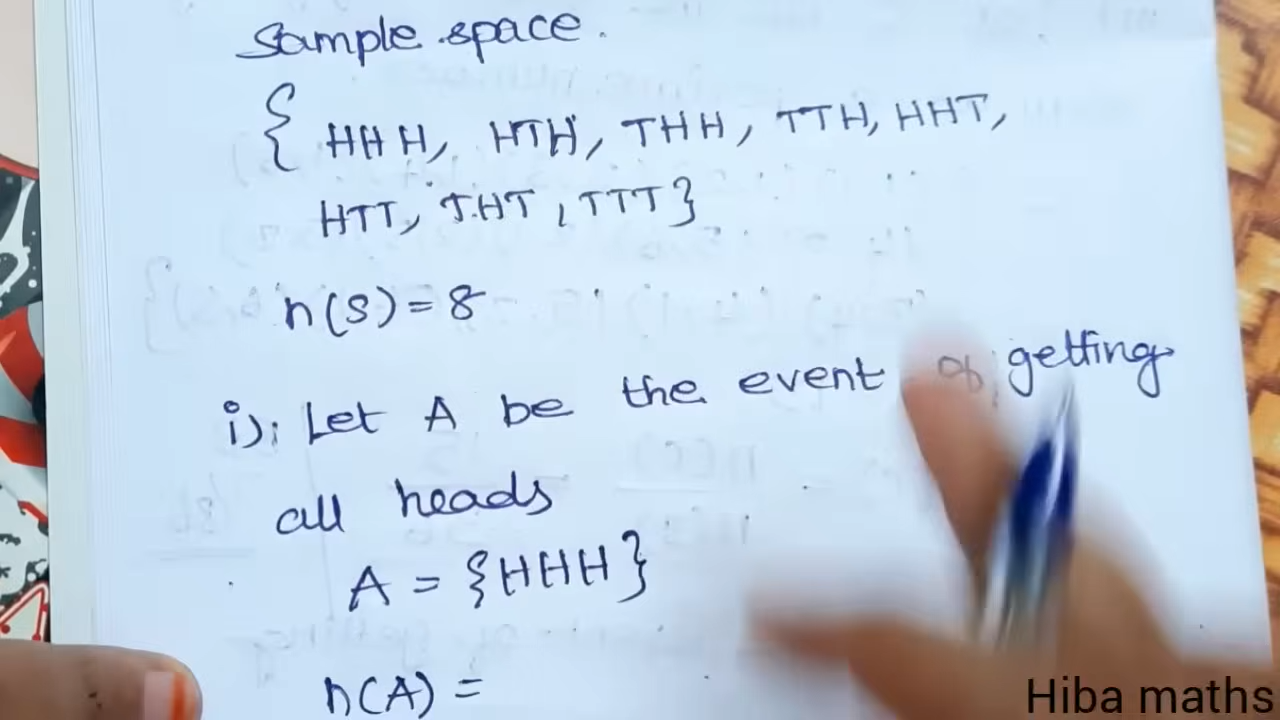 Sample space.
{ HHH, HTH, THH, TTH, HHT,
HTT, THT, TTT}
n(S)=8
i); Let A be the event of getting
all heads
A = {HHH}
n(A) =
Hiba maths